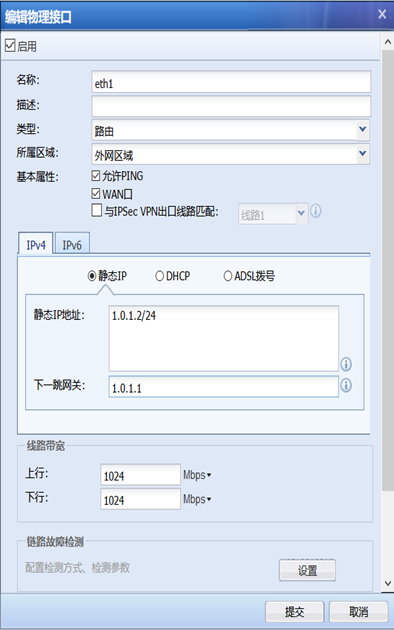 编辑物理接口
启用
名称: eth1
描述:
类型: 路由
所属区域: 外网区域
基本属性: 允许PING
WAN口
与IPSec VPN出口线路匹配: 线路1
IPv4 IPv6
静态IP DHCP ADSL拨号
静态IP地址: 1.0.1.2/24
下一跳网关: 1.0.1.1
线路带宽
上行: 1024 Mbps
下行: 1024 Mbps
链路故障检测
配置检测方式、检测参数 设置
提交 取消